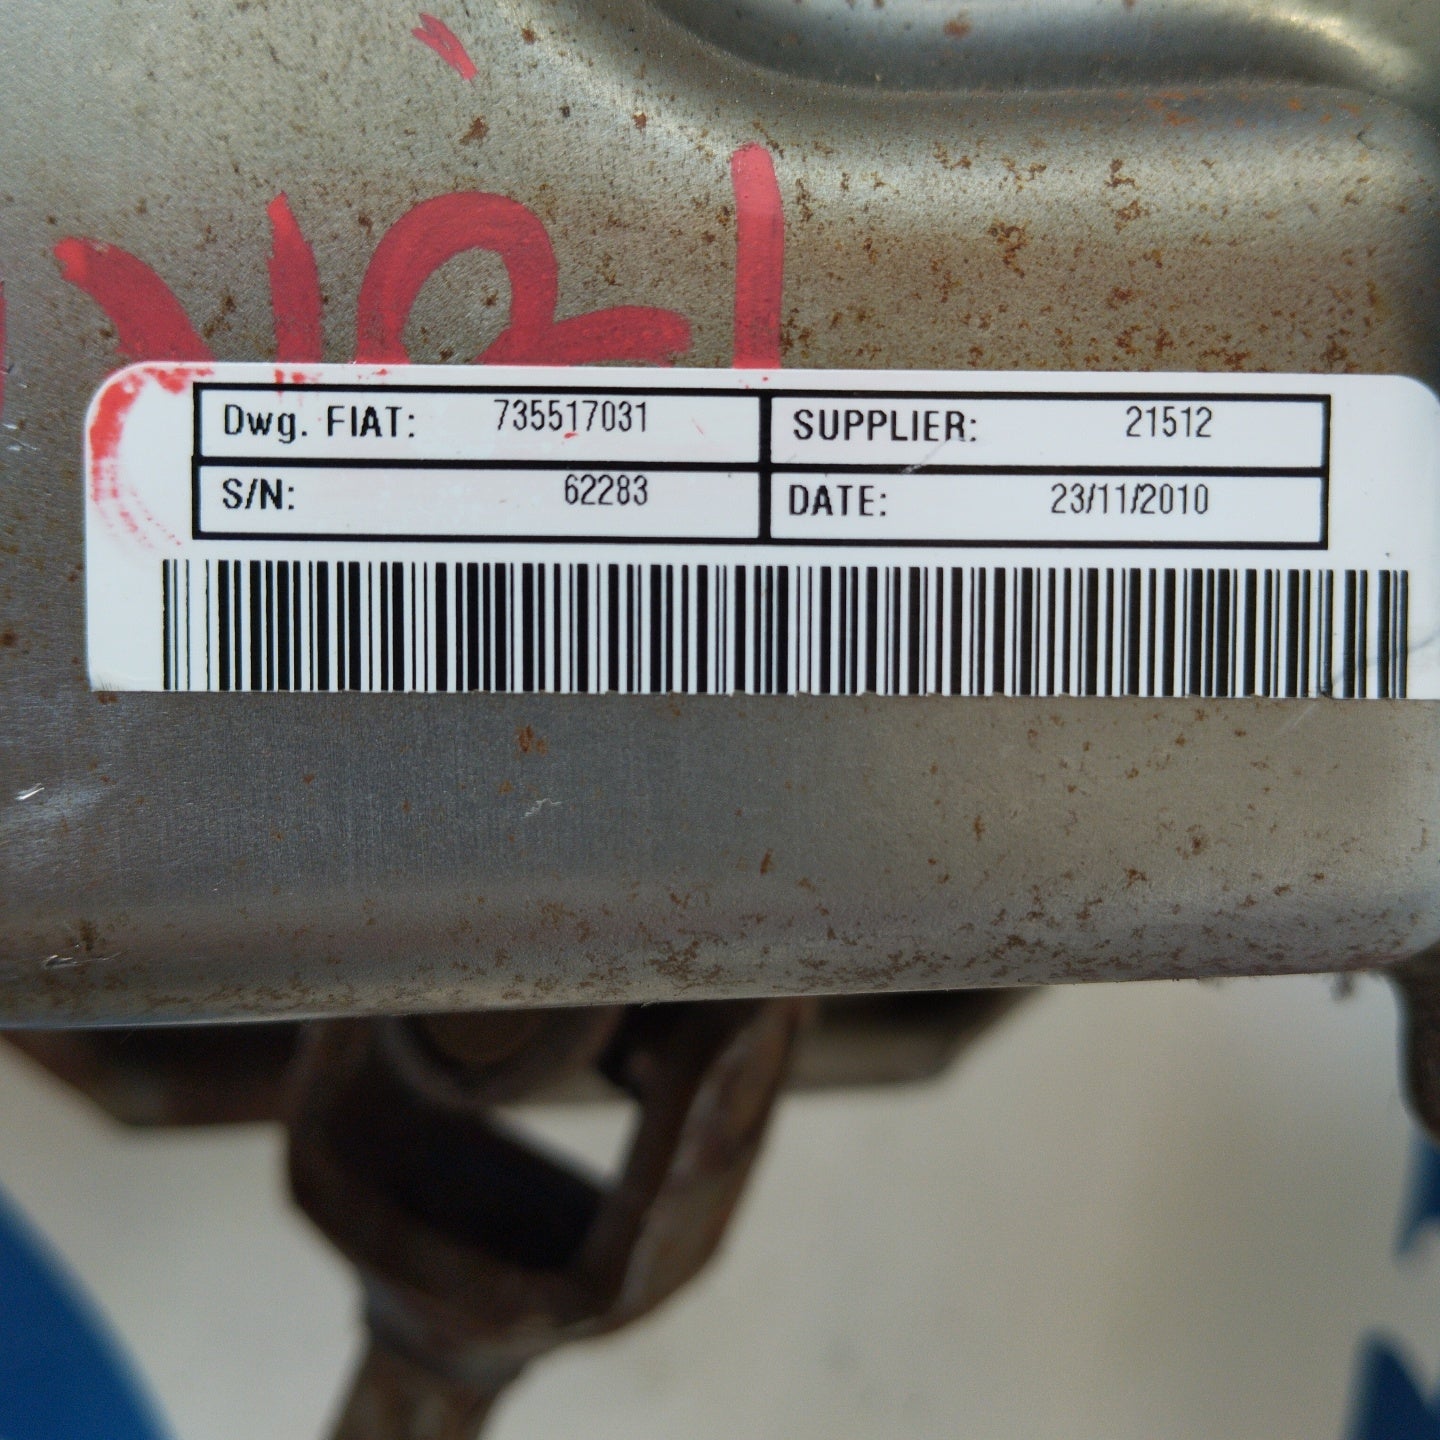 Dwg. FIAT: 735517031 SUPPLIER: 21512
S/N: 62283 DATE: 23/11/2010